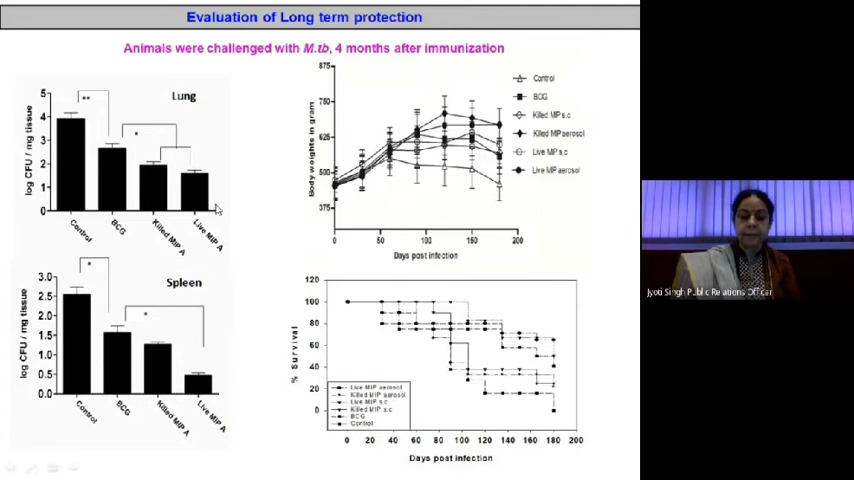 Evaluation of Long term protection
Animals were challenged with M.tb, 4 months after immunization
Lung
log CFU / mg tissue
5
4
3
2
1
0
**
*
Control
BCG
Killed MIP A
Live MIP A
Spleen
log CFU / mg tissue
3.0
2.5
2.0
1.5
1.0
0.5
0.0
*
*
Control
BCG
Killed MIP A
Live MIP A
Body weights in gram
875
750
625
500
375
0
50
100
150
200
Days post infection
Control
BCG
Killed MIP s.c
Killed MIP aerosol
Live MIP s.c
Live MIP aerosol
% Survival
120
100
80
60
40
20
0
Live MIP aerosol
Killed MIP aerosol
Live MIP s.c
Killed MIP s.c
BCG
Control
0
20
40
60
80
100
120
140
160
180
200
Days post infection
Jyoti Singh Public Relations Officer